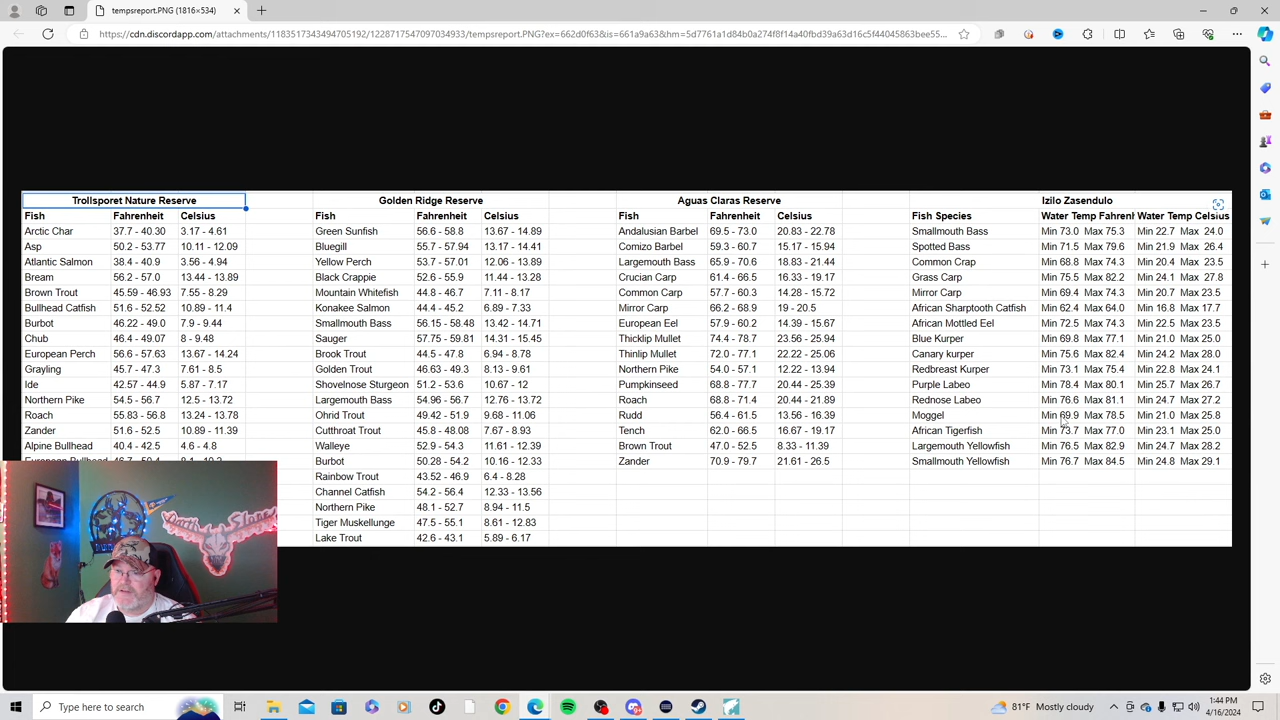 tempsreport.PNG (1816×534)
https://cdn.discordapp.com/attachments/1183517343494705192/1228717547097034933/tempsreport.PNG?ex=662d0f63&is=661a9a63&hm=5d7761a1d84b0a274f8f14a40fbd39a63d16c5f44045863bee55...
Trollsporet Nature Reserve Golden Ridge Reserve Aguas Claras Reserve Izilo Zasendulo
Fish Fahrenheit Celsius Fish Fahrenheit Celsius Fish Fahrenheit Celsius Fish Species Water Temp Fahrenh Water Temp Celsius
Arctic Char 37.7 - 40.30 3.17 - 4.61 Green Sunfish 56.6 - 58.8 13.67 - 14.89 Andalusian Barbel 69.5 - 73.0 20.83 - 22.78 Smallmouth Bass Min 73.0 Max 75.3 Min 22.7 Max 24.0
Asp 50.2 - 53.77 10.11 - 12.09 Bluegill 55.7 - 57.94 13.17 - 14.41 Comizo Barbel 59.3 - 60.7 15.17 - 15.94 Spotted Bass Min 71.5 Max 79.6 Min 21.9 Max 26.4
Atlantic Salmon 38.4 - 40.9 3.56 - 4.94 Yellow Perch 53.7 - 57.01 12.06 - 13.89 Largemouth Bass 65.9 - 70.6 18.83 - 21.44 Common Crap Min 68.8 Max 74.3 Min 20.4 Max 23.5
Bream 56.2 - 57.0 13.44 - 13.89 Black Crappie 52.6 - 55.9 11.44 - 13.28 Crucian Carp 61.4 - 66.5 16.33 - 19.17 Grass Carp Min 75.5 Max 82.2 Min 24.1 Max 27.8
Brown Trout 45.59 - 46.93 7.55 - 8.29 Mountain Whitefish 44.8 - 46.7 7.11 - 8.17 Common Carp 57.7 - 60.3 14.28 - 15.72 Mirror Carp Min 69.4 Max 74.3 Min 20.7 Max 23.5
Bullhead Catfish 51.6 - 52.52 10.89 - 11.4 Konakee Salmon 44.4 - 45.2 6.89 - 7.33 Mirror Carp 66.2 - 68.9 19 - 20.5 African Sharptooth Catfish Min 62.4 Max 64.0 Min 16.8 Max 17.7
Burbot 46.22 - 49.0 7.9 - 9.44 Smallmouth Bass 56.15 - 58.48 13.42 - 14.71 European Eel 57.9 - 60.2 14.39 - 15.67 African Mottled Eel Min 72.5 Max 74.3 Min 22.5 Max 23.5
Chub 46.4 - 49.07 8 - 9.48 Sauger 57.75 - 59.81 14.31 - 15.45 Thicklip Mullet 74.4 - 78.7 23.56 - 25.94 Blue Kurper Min 69.8 Max 77.1 Min 21.0 Max 25.0
European Perch 56.6 - 57.63 13.67 - 14.24 Brook Trout 44.5 - 47.8 6.94 - 8.78 Thinlip Mullet 72.0 - 77.1 22.22 - 25.06 Canary kurper Min 75.6 Max 82.4 Min 24.2 Max 28.0
Grayling 45.7 - 47.3 7.61 - 8.5 Golden Trout 46.63 - 49.3 8.13 - 9.61 Northern Pike 54.0 - 57.1 12.22 - 13.94 Redbreast Kurper Min 73.1 Max 75.4 Min 22.8 Max 24.1
Ide 42.57 - 44.9 5.87 - 7.17 Shovelnose Sturgeon 51.2 - 53.6 10.67 - 12 Pumpkinseed 68.8 - 77.7 20.44 - 25.39 Purple Labeo Min 78.4 Max 80.1 Min 25.7 Max 26.7
Northern Pike 54.5 - 56.7 12.5 - 13.72 Largemouth Bass 54.96 - 56.7 12.76 - 13.72 Roach 68.8 - 71.4 20.44 - 21.89 Rednose Labeo Min 76.6 Max 81.1 Min 24.7 Max 27.2
Roach 55.83 - 56.8 13.24 - 13.78 Ohrid Trout 49.42 - 51.9 9.68 - 11.06 Rudd 56.4 - 61.5 13.56 - 16.39 Moggel Min 69.9 Max 78.5 Min 21.0 Max 25.8
Zander 51.6 - 52.5 10.89 - 11.39 Cutthroat Trout 45.8 - 48.08 7.67 - 8.93 Tench 62.0 - 66.5 16.67 - 19.17 African Tigerfish Min 73.7 Max 77.0 Min 23.1 Max 25.0
Alpine Bullhead 40.4 - 42.5 4.6 - 4.8 Walleye 52.9 - 54.3 11.61 - 12.39 Brown Trout 47.0 - 52.5 8.33 - 11.39 Largemouth Yellowfish Min 76.5 Max 82.9 Min 24.7 Max 28.2
European Bullhead Burbot 50.28 - 54.2 10.16 - 12.33 Zander 70.9 - 79.7 21.61 - 26.5 Smallmouth Yellowfish Min 76.7 Max 84.5 Min 24.8 Max 29.1
Rainbow Trout 43.52 - 46.9 6.4 - 8.28
Channel Catfish 54.2 - 56.4 12.33 - 13.56
Northern Pike 48.1 - 52.7 8.94 - 11.5
Tiger Muskellunge 47.5 - 55.1 8.61 - 12.83
Lake Trout 42.6 - 43.1 5.89 - 6.17
Type here to search
81°F Mostly cloudy
1:44 PM
4/16/2024